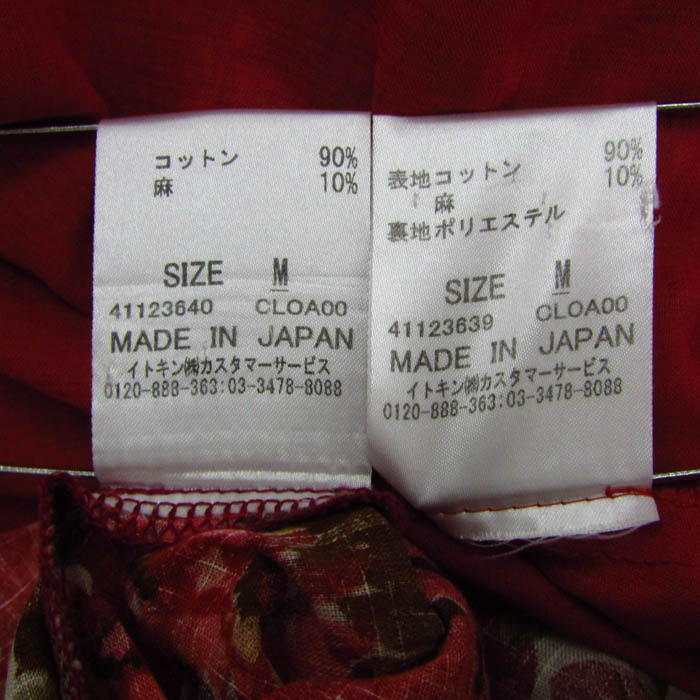 コットン 90%
麻 10%
SIZE M
41123640 CLOA00
MADE IN JAPAN
イトキン㈱カスタマーサービス
0120-888-363:03-3478-8088
表地コットン 90%
麻 10%
裏地ポリエステル
SIZE M
41123639 CLOA00
MADE IN JAPAN
イトキン㈱カスタマーサービス
0120-888-363:03-3478-8088